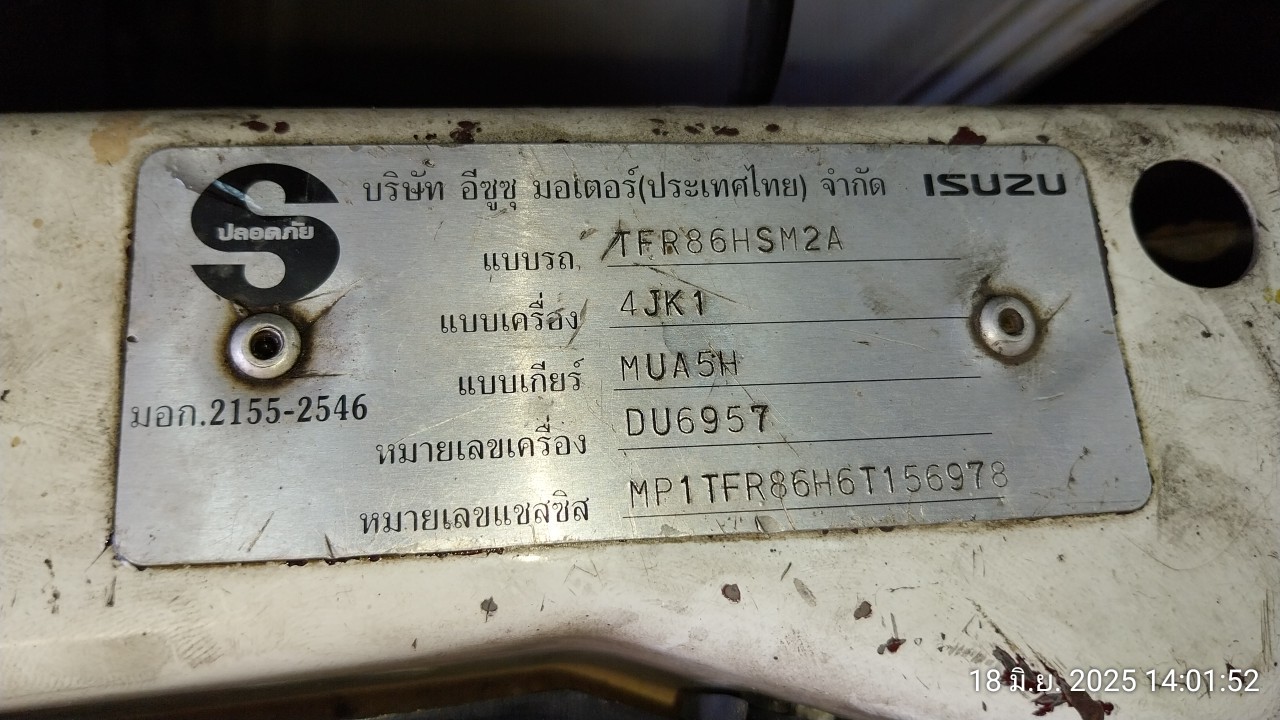 บริษัท อีซูซุ มอเตอร์(ประเทศไทย) จำกัด ISUZU
ปลอดภัย
แบบรถ TFR86HSM2A
แบบเครื่อง 4JK1
แบบเกียร์ MUA5H
มอก.2155-2546
หมายเลขเครื่อง DU6957
หมายเลขแชสซิส MP1TFR86H6T156978
18 มิ.ย. 2025 14:01:52